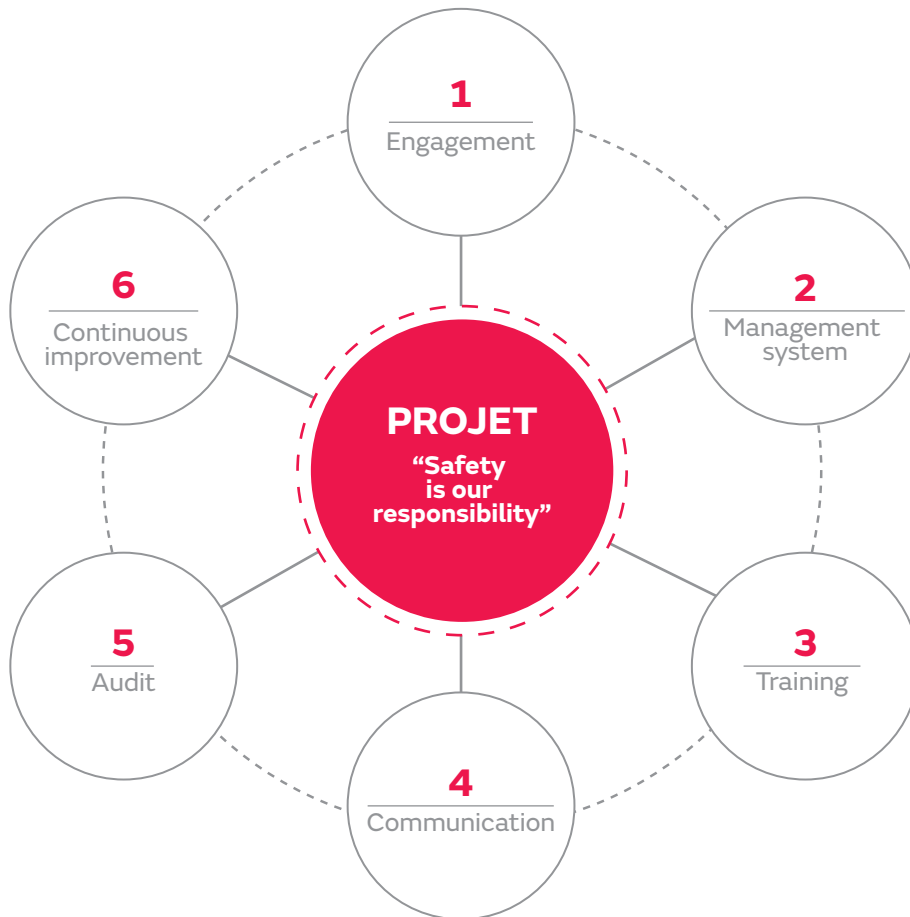 1
Engagement
2
Management
system
3
Training
4
Communication
5
Audit
6
Continuous
improvement
PROJET
“Safety
is our
responsibility”